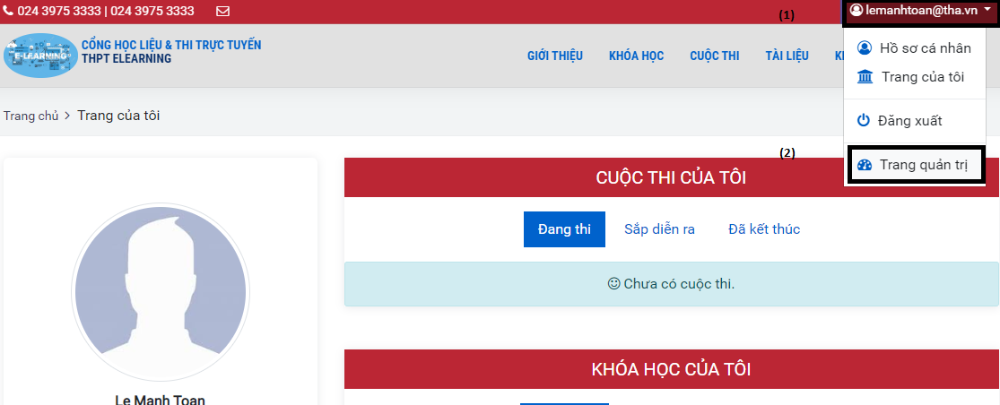 024 3975 3333 | 024 3975 3333
(1)
lemanhtoan@tha.vn
E-LEARNING
CỔNG HỌC LIỆU & THI TRỰC TUYẾN
THPT ELEARNING
GIỚI THIỆU KHÓA HỌC CUỘC THI TÀI LIỆU
Hồ sơ cá nhân
Trang của tôi
Đăng xuất
Trang quản trị
Trang chủ > Trang của tôi
(2)
CUỘC THI CỦA TÔI
Đang thi Sắp diễn ra Đã kết thúc
Chưa có cuộc thi.
KHÓA HỌC CỦA TÔI
Le Manh Toan